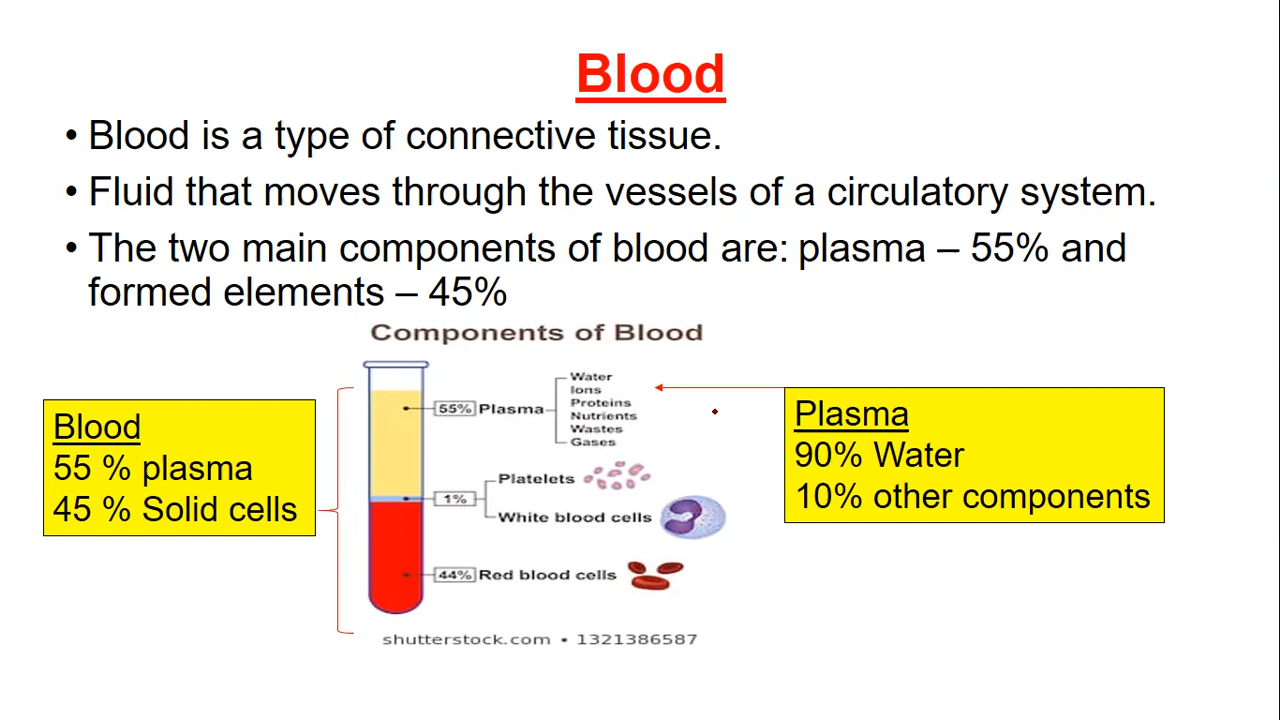 Blood
• Blood is a type of connective tissue.
• Fluid that moves through the vessels of a circulatory system.
• The two main components of blood are: plasma – 55% and
formed elements – 45%
Components of Blood
55% Plasma
Water
Ions
Proteins
Nutrients
Wastes
Gases
1%
Platelets
White blood cells
44% Red blood cells
shutterstock.com • 1321386587
Blood
55 % plasma
45 % Solid cells
Plasma
90% Water
10% other components